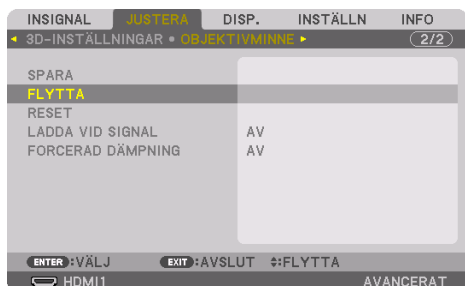 INSIGNAL JUSTERA DISP. INSTÄLLN INFO
◂ 3D-INSTÄLLNINGAR • OBJEKTIVMINNE ▸ 2/2
SPARA
FLYTTA
RESET
LADDA VID SIGNAL AV
FORCERAD DÄMPNING AV
ENTER :VÄLJ EXIT :AVSLUT ⬍:FLYTTA
HDMI1 AVANCERAT